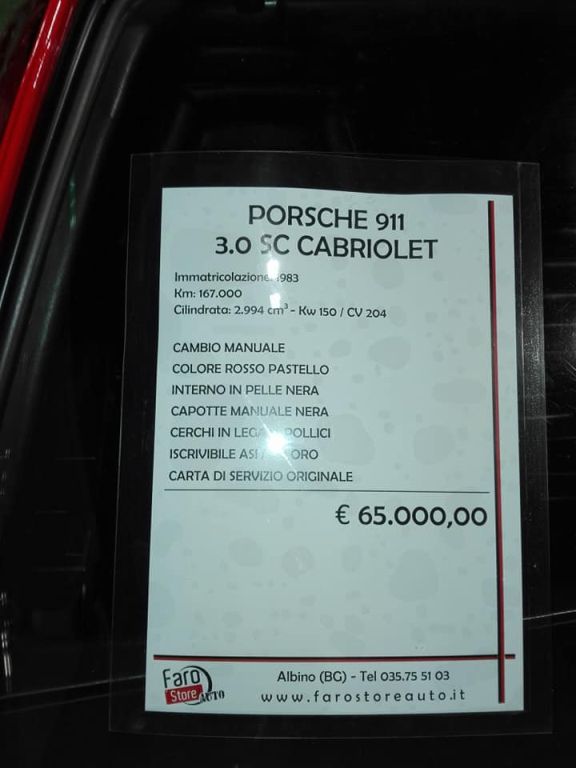 PORSCHE 911
3.0 SC CABRIOLET
Immatricolazione: 1983
Km: 167.000
Cilindrata: 2.994 cm³ - Kw 150 / CV 204
CAMBIO MANUALE
COLORE ROSSO PASTELLO
INTERNO IN PELLE NERA
CAPOTTE MANUALE NERA
CERCHI IN LEGA POLLICI
ISCRIVIBILE ASI ORO
CARTA DI SERVIZIO ORIGINALE
€ 65.000,00
Faro
Store
AUTO
Albino (BG) - Tel 035.75 51 03
www.farostoreauto.it